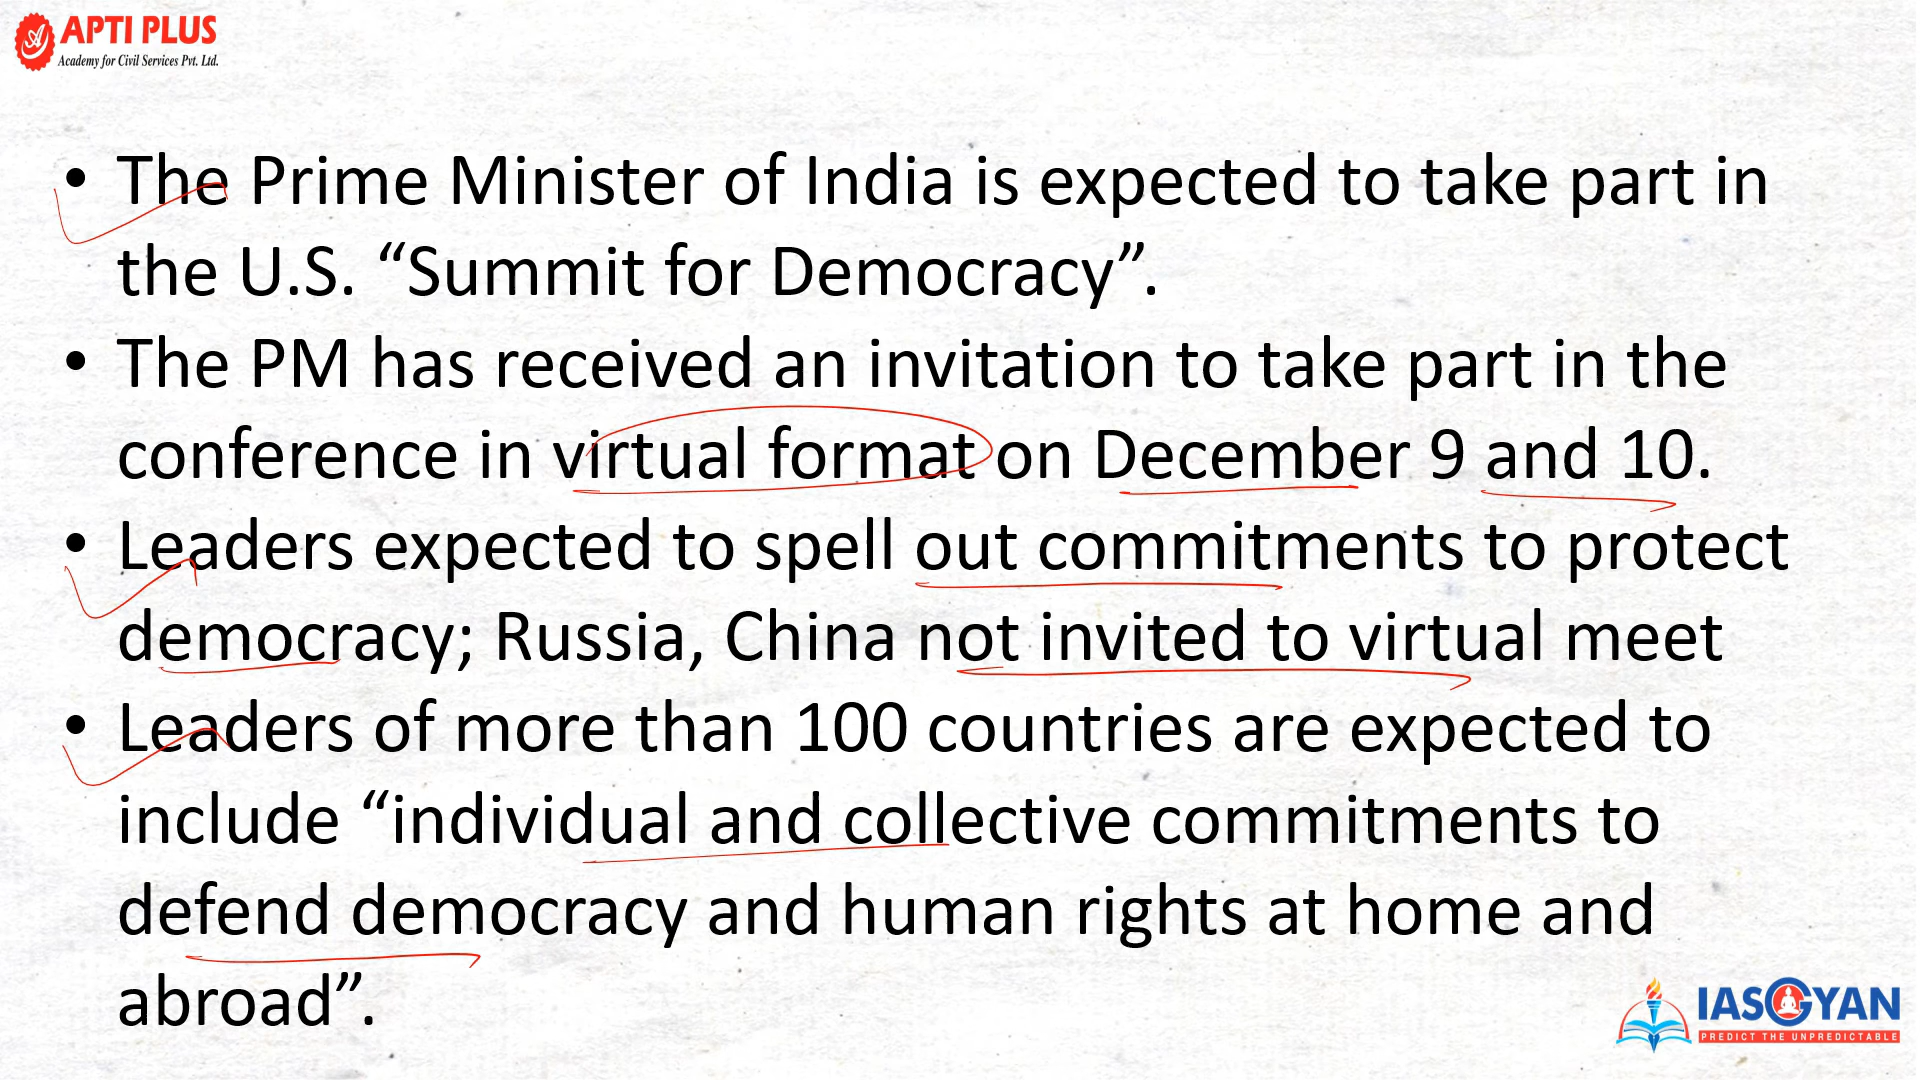 APTI PLUS
Academy for Civil Services Pvt. Ltd.
• The Prime Minister of India is expected to take part in
the U.S. “Summit for Democracy”.
• The PM has received an invitation to take part in the
conference in virtual format on December 9 and 10.
• Leaders expected to spell out commitments to protect
democracy; Russia, China not invited to virtual meet
• Leaders of more than 100 countries are expected to
include “individual and collective commitments to
defend democracy and human rights at home and
abroad”.
IASGYAN
PREDICT THE UNPREDICTABLE